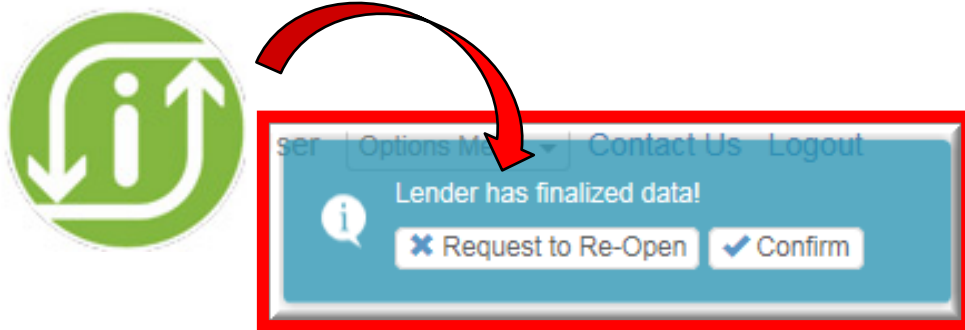 i
ser Options Me Contact Us Logout
Lender has finalized data!
i
Request to Re-Open Confirm